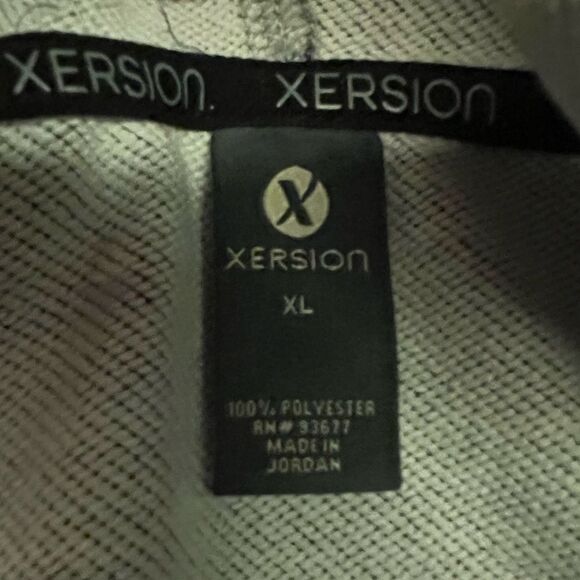 XERSION. XERSION
X
XERSION
XL
100% POLYESTER
RN# 93677
MADE IN
JORDAN